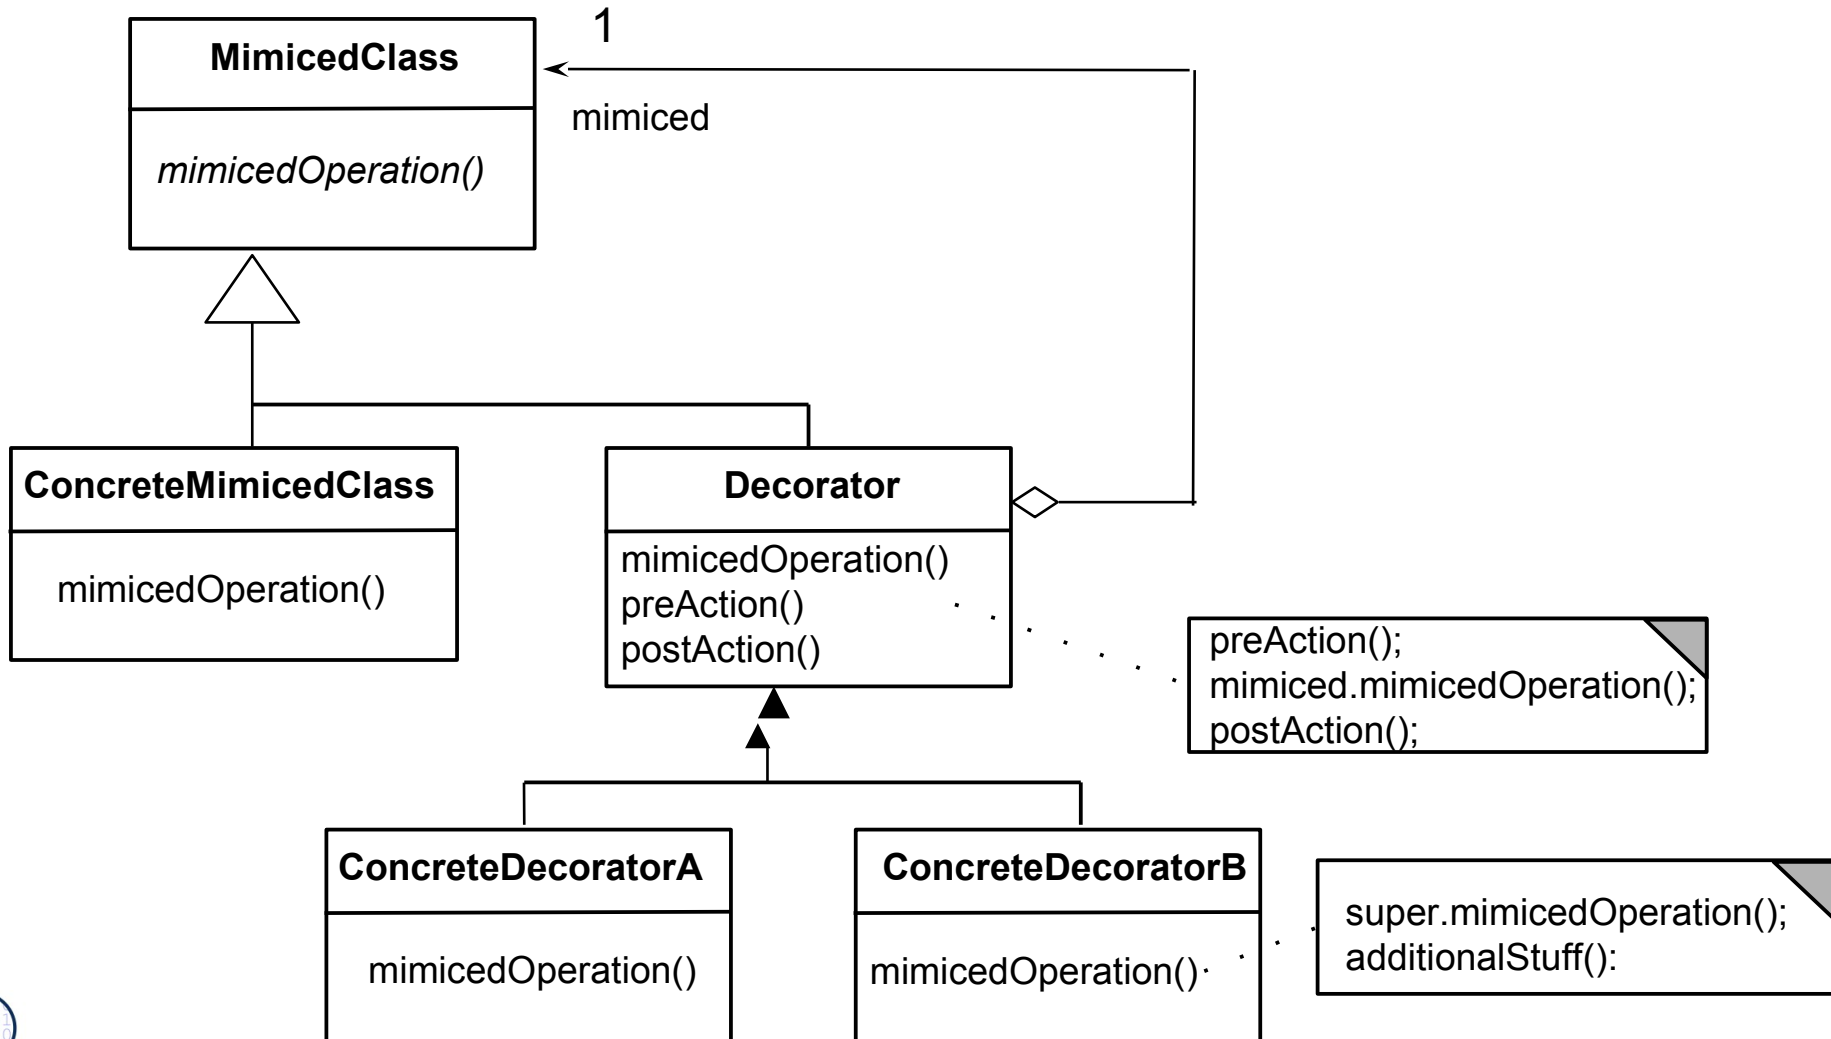 MimicedClass
mimicedOperation()
1
mimiced
ConcreteMimicedClass
mimicedOperation()
Decorator
mimicedOperation()
preAction()
postAction()
preAction();
mimiced.mimicedOperation();
postAction();
ConcreteDecoratorA
mimicedOperation()
ConcreteDecoratorB
mimicedOperation()
super.mimicedOperation();
additionalStuff():